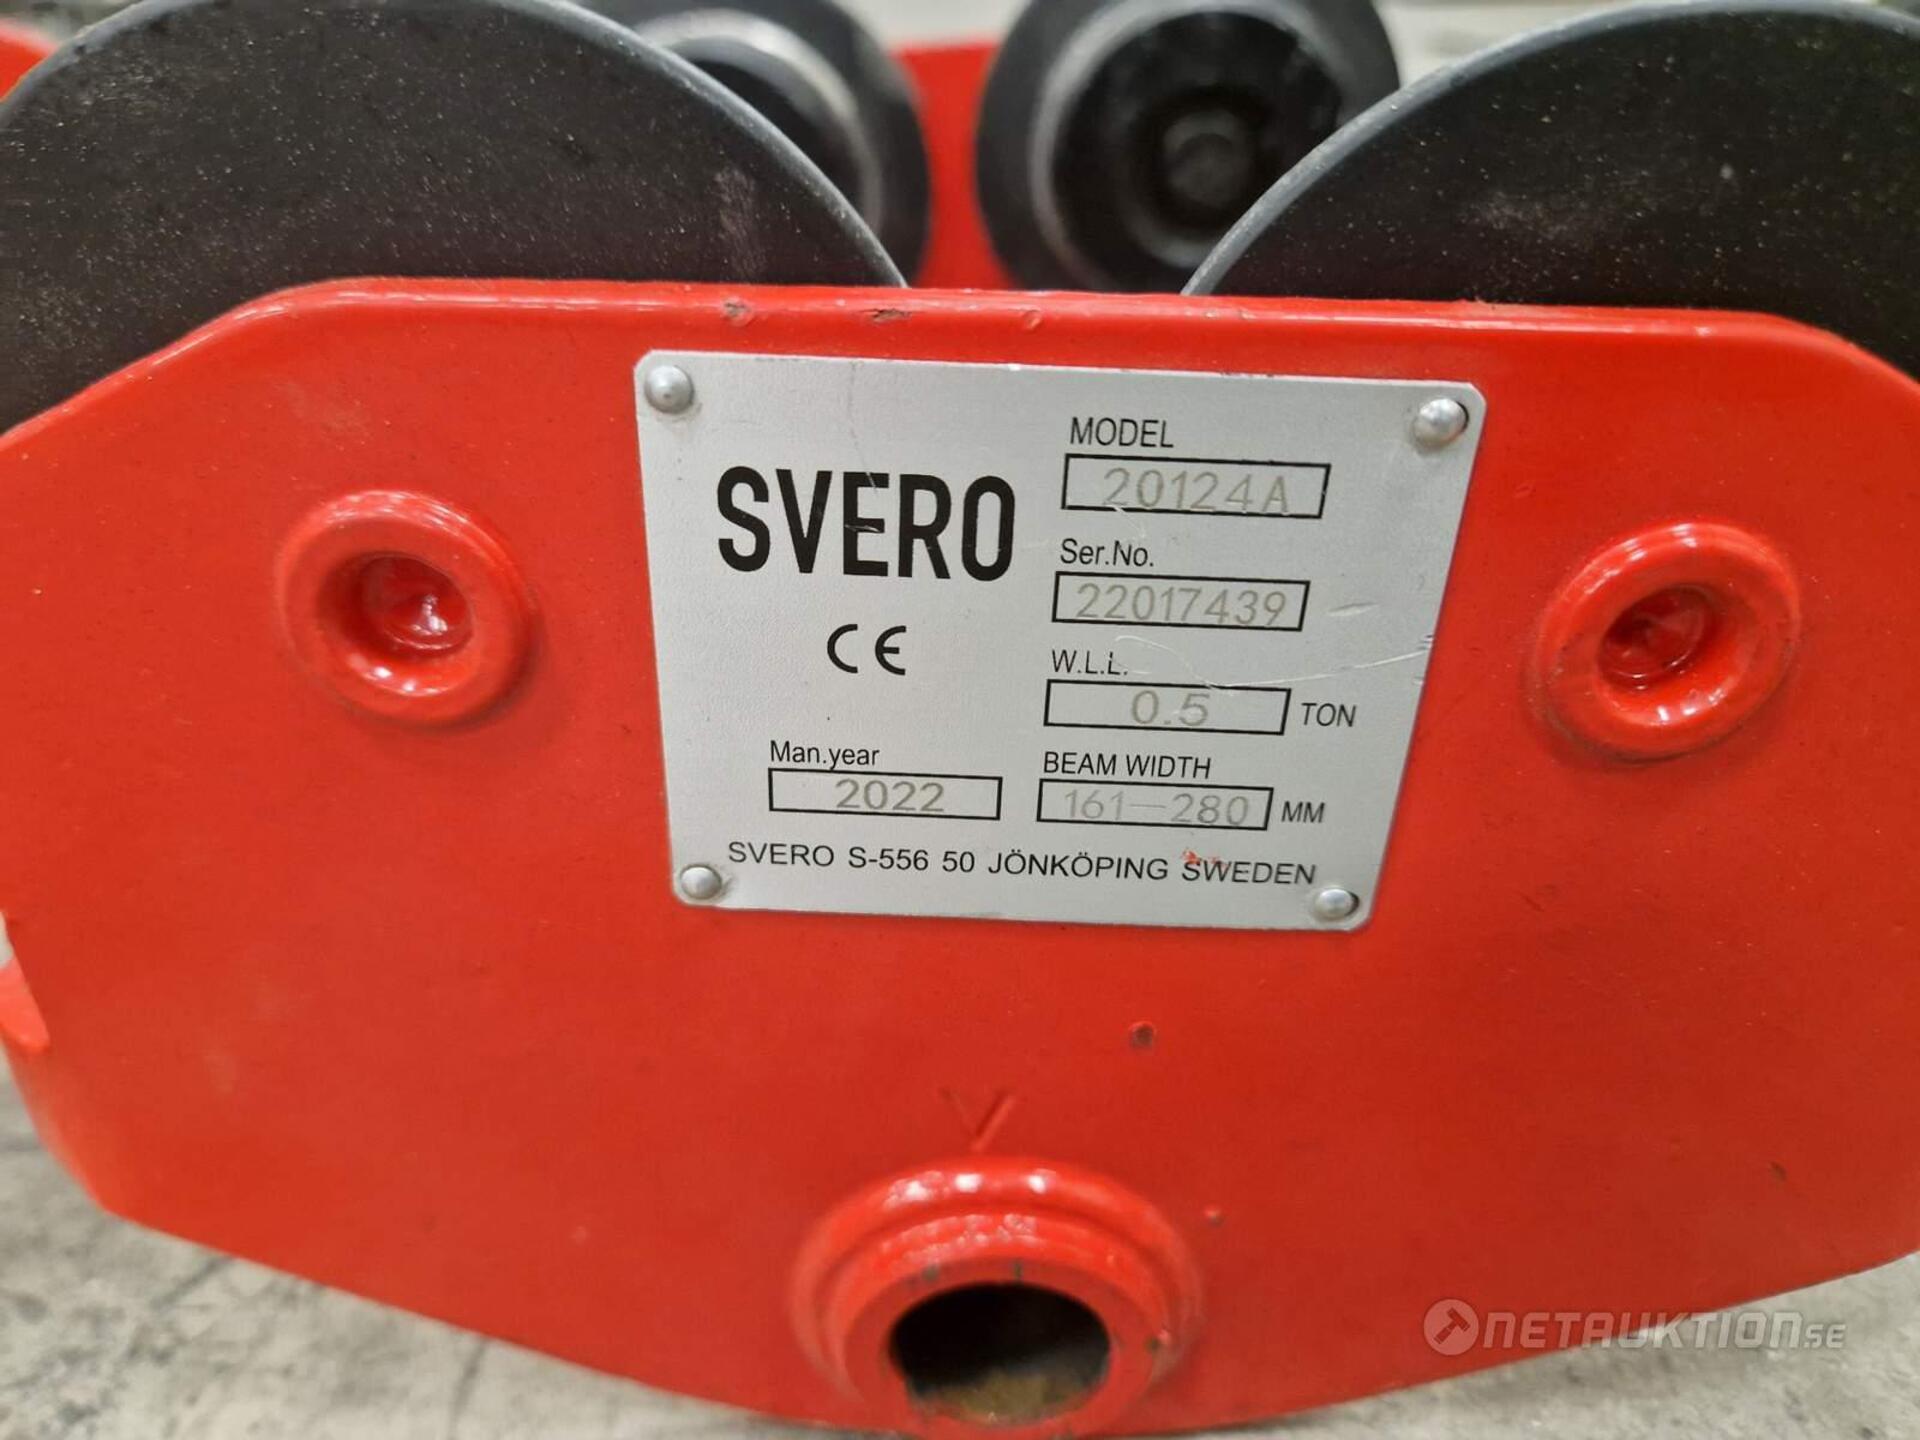 SVERO
CE
Man.year
2022
MODEL
20124A
Ser.No.
22017439
W.L.L.
0.5 TON
BEAM WIDTH
161-280 MM
SVERO S-556 50 JÖNKÖPING SWEDEN
NETAUKTION.SE